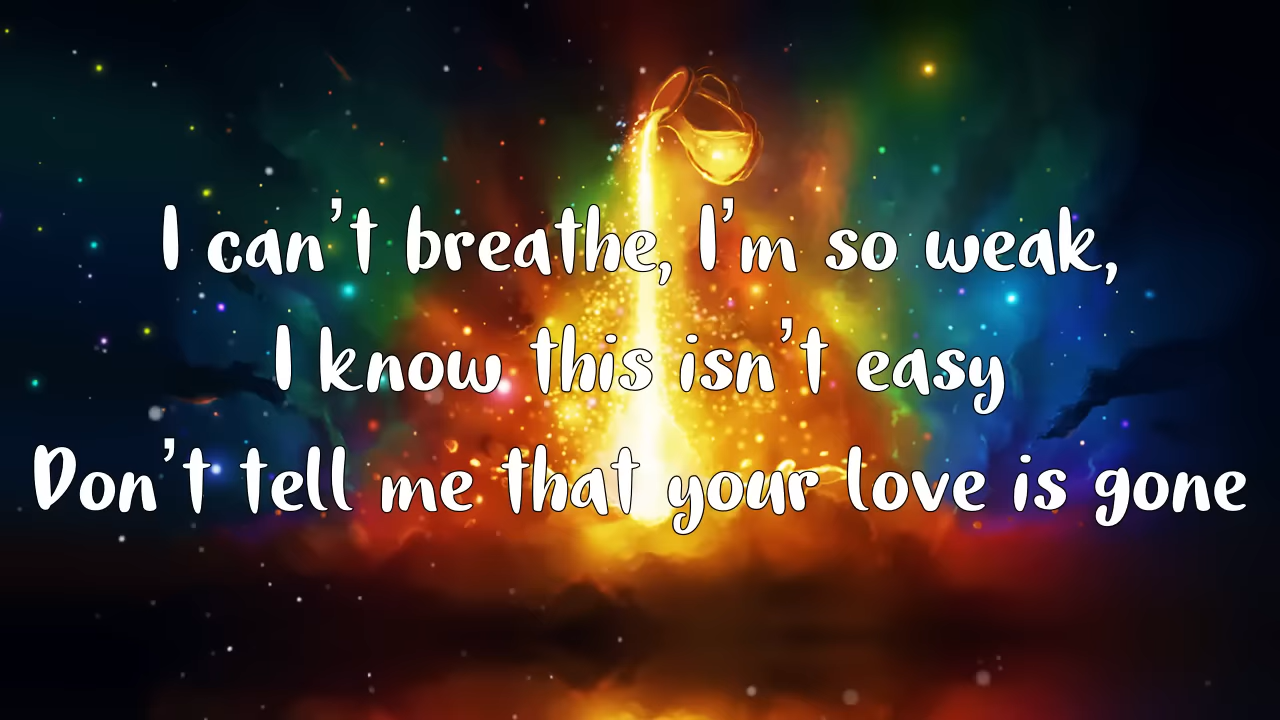 I can't breathe, I'm so weak,
I know this isn't easy
Don't tell me that your love is gone